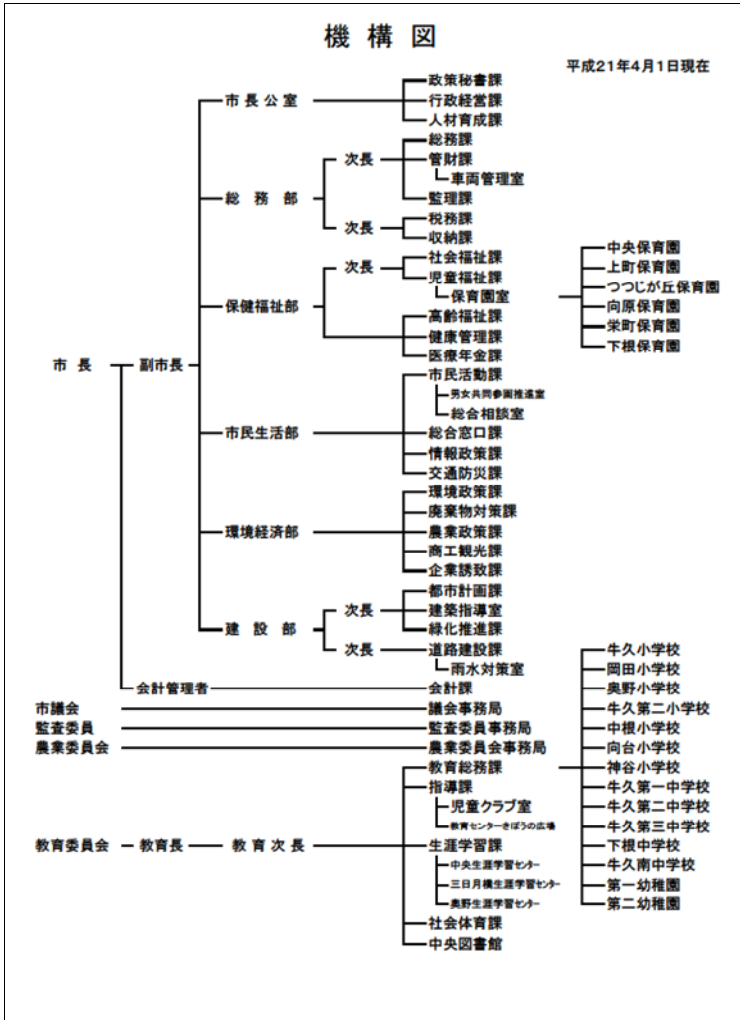 機 構 図
平成21年4月1日現在
市 長
副市長
市 長 公 室
政策秘書課
行政経営課
人材育成課
総 務 部
次長
総務課
管財課
車両管理室
監理課
次長
税務課
収納課
保健福祉部
次長
社会福祉課
児童福祉課
保育園室
中央保育園
上町保育園
つつじが丘保育園
向原保育園
栄町保育園
下根保育園
高齢福祉課
健康管理課
医療年金課
市民生活部
市民活動課
男女共同参画推進室
総合相談室
総合窓口課
情報政策課
交通防災課
環境経済部
環境政策課
廃棄物対策課
農業政策課
商工観光課
企業誘致課
建 設 部
次長
都市計画課
建築指導室
緑化推進課
次長
道路建設課
雨水対策室
会計管理者
会計課
市議会
議会事務局
監査委員
監査委員事務局
農業委員会
農業委員会事務局
教育委員会
教育長
教 育 次 長
教育総務課
牛久小学校
岡田小学校
奥野小学校
牛久第二小学校
中根小学校
向台小学校
神谷小学校
牛久第一中学校
牛久第二中学校
牛久第三中学校
下根中学校
牛久南中学校
第一幼稚園
第二幼稚園
指導課
児童クラブ室
教育センターきぼうの広場
生涯学習課
中央生涯学習センター
三日月橋生涯学習センター
奥野生涯学習センター
社会体育課
中央図書館